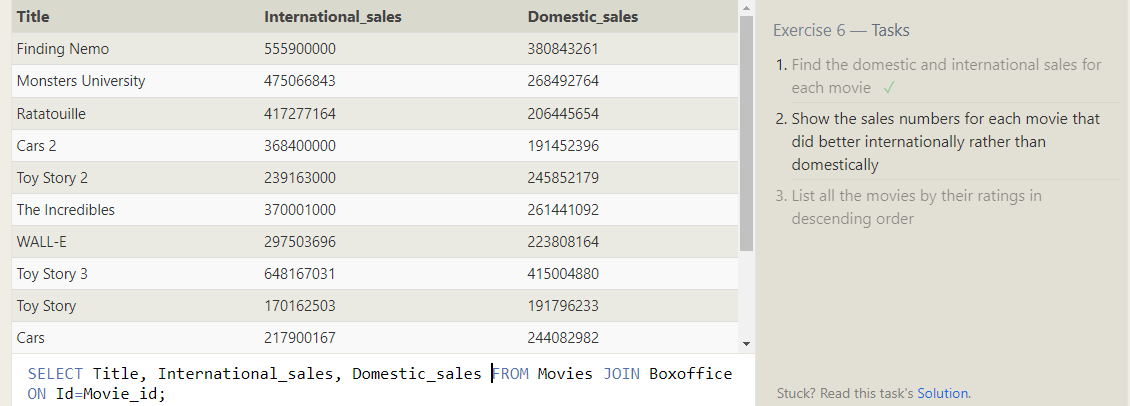 Title International_sales Domestic_sales
Finding Nemo 555900000 380843261
Monsters University 475066843 268492764
Ratatouille 417277164 206445654
Cars 2 368400000 191452396
Toy Story 2 239163000 245852179
The Incredibles 370001000 261441092
WALL-E 297503696 223808164
Toy Story 3 648167031 415004880
Toy Story 170162503 191796233
Cars 217900167 244082982
SELECT Title, International_sales, Domestic_sales FROM Movies JOIN Boxoffice
ON Id=Movie_id;
Exercise 6 — Tasks
1. Find the domestic and international sales for
each movie ✓
2. Show the sales numbers for each movie that
did better internationally rather than
domestically
3. List all the movies by their ratings in
descending order
Stuck? Read this task's Solution.